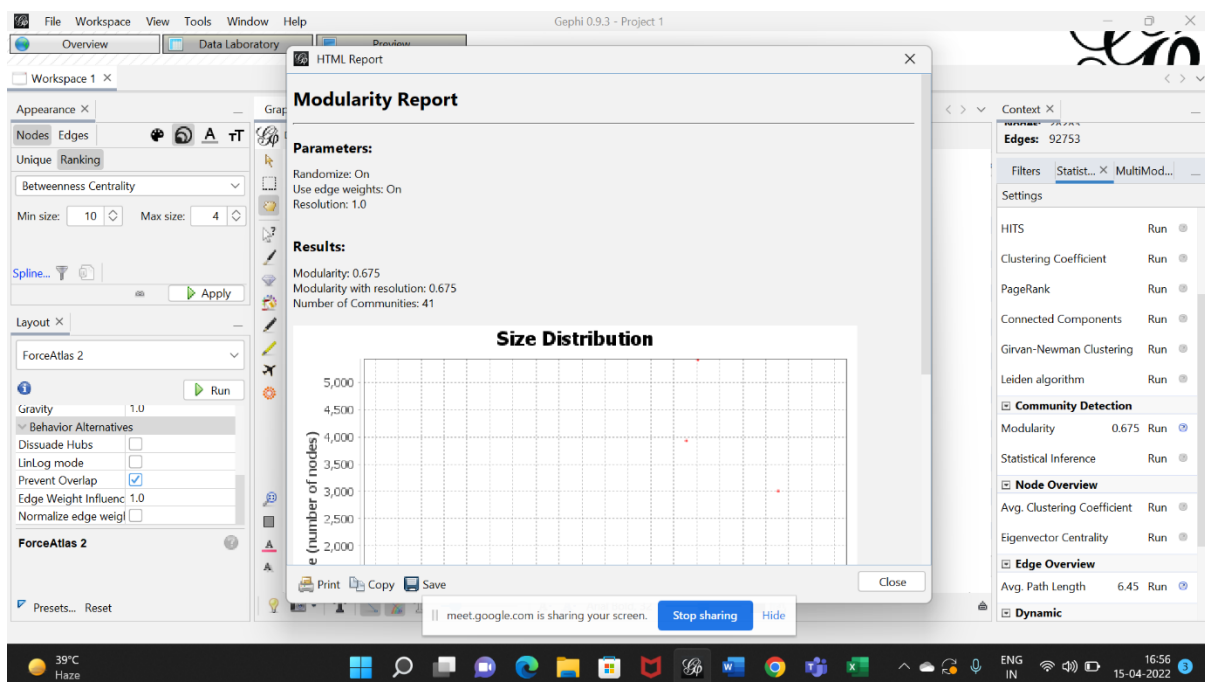 File Workspace View Tools Window Help Gephi 0.9.3 - Project 1
Overview Data Laboratory Preview
Workspace 1
HTML Report
Modularity Report
Parameters:
Randomize: On
Use edge weights: On
Resolution: 1.0
Results:
Modularity: 0.675
Modularity with resolution: 0.675
Number of Communities: 41
Size Distribution
5,000
4,500
4,000
3,500
3,000
2,500
2,000
(number of nodes)
Print Copy Save Close
Appearance
Nodes Edges
Unique Ranking
Betweenness Centrality
Min size: 10 Max size: 4
Spline...
Apply
Layout
ForceAtlas 2
Run
Gravity 1.0
Behavior Alternatives
Dissuade Hubs
LinLog mode
Prevent Overlap
Edge Weight Influenc 1.0
Normalize edge weigl
ForceAtlas 2
Presets... Reset
Grap
Context
Edges: 92753
Filters Statist... MultiMod...
Settings
HITS Run
Clustering Coefficient Run
PageRank Run
Connected Components Run
Girvan-Newman Clustering Run
Leiden algorithm Run
Community Detection
Modularity 0.675 Run
Statistical Inference Run
Node Overview
Avg. Clustering Coefficient Run
Eigenvector Centrality Run
Edge Overview
Avg. Path Length 6.45 Run
Dynamic
meet.google.com is sharing your screen. Stop sharing Hide
39°C
Haze
ENG
IN
16:56
15-04-2022
3